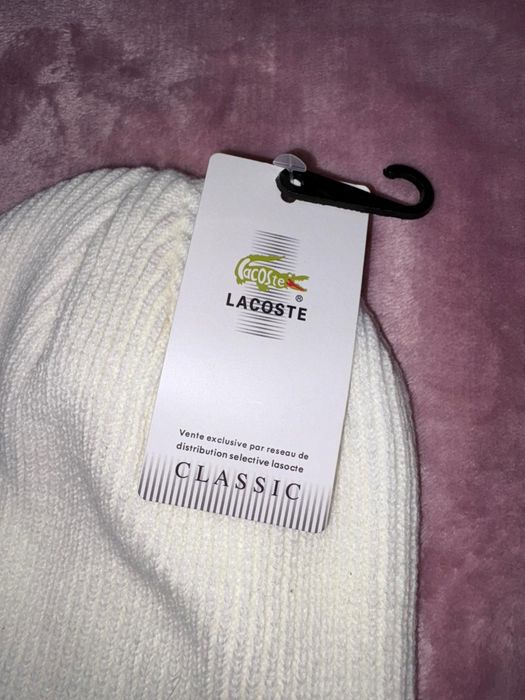 Lacoste
®
LACOSTE
Vente exclusive par reseau de
distribution selective lasocte
CLASSIC